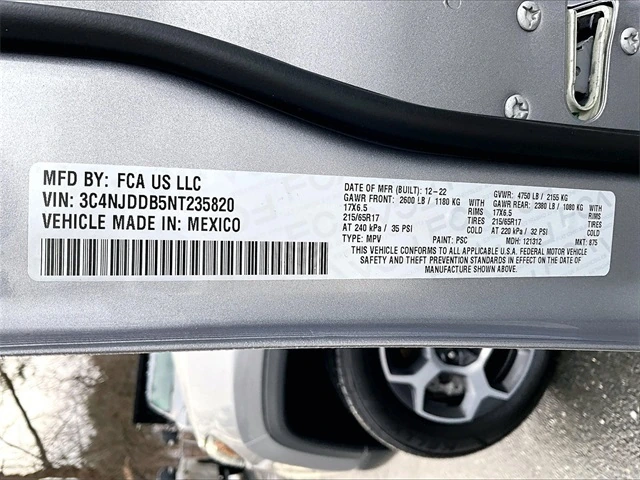 MFD BY: FCA US LLC
VIN: 3C4NJDDB5NT235820
VEHICLE MADE IN: MEXICO
DATE OF MFR (BUILT): 12-22 GVWR: 4750 LB / 2155 KG
GAWR FRONT: 2600 LB / 1180 KG WITH GAWR REAR: 2380 LB / 1080 KG WITH
17X6.5 RIMS 17X6.5 RIMS
215/65R17 TIRES 215/65R17 TIRES
AT 240 kPa / 35 PSI COLD AT 220 kPa / 32 PSI COLD
TYPE: MPV PAINT: PSC MDH: 121312 MKT: 875
THIS VEHICLE CONFORMS TO ALL APPLICABLE U.S.A. FEDERAL MOTOR VEHICLE
SAFETY AND THEFT PREVENTION STANDARDS IN EFFECT ON THE DATE OF
MANUFACTURE SHOWN ABOVE.